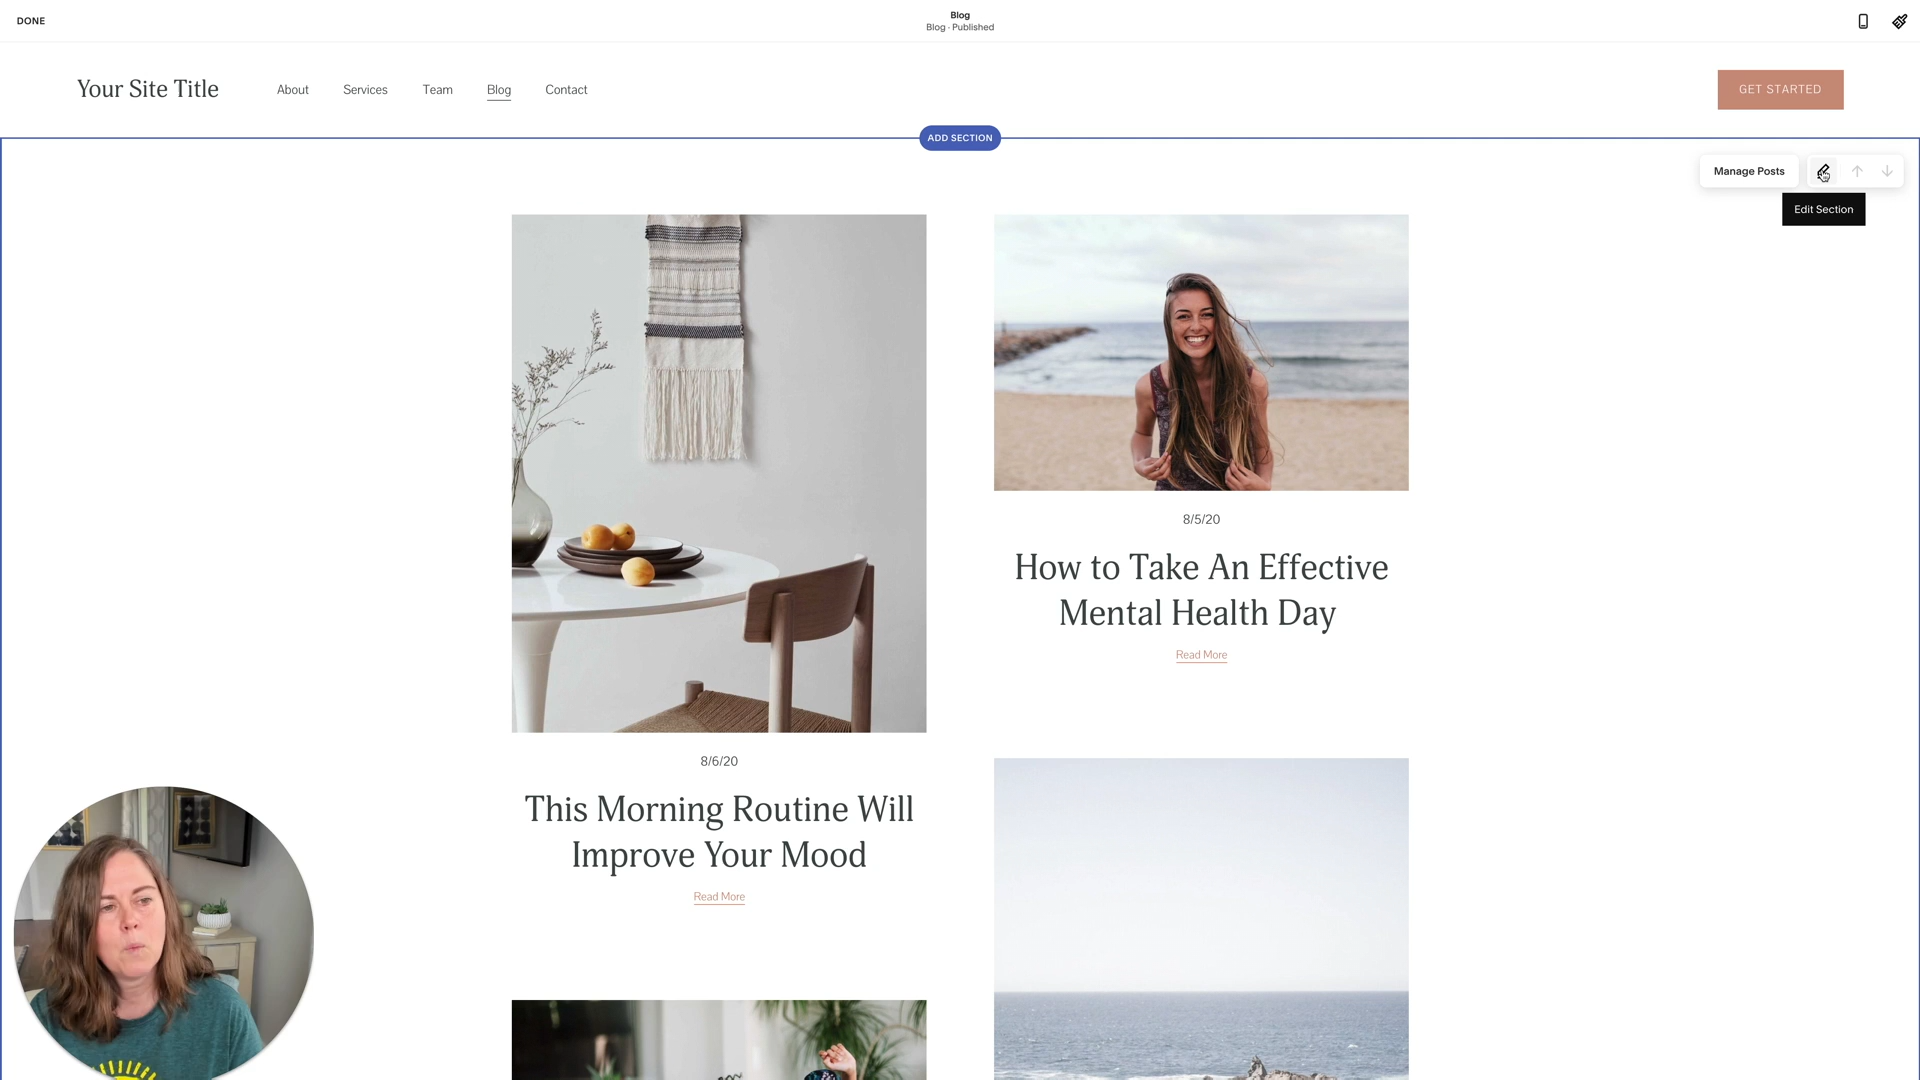 DONE
Blog
Blog · Published
Your Site Title
About
Services
Team
Blog
Contact
GET STARTED
ADD SECTION
Manage Posts
Edit Section
8/5/20
How to Take An Effective
Mental Health Day
Read More
8/6/20
This Morning Routine Will
Improve Your Mood
Read More